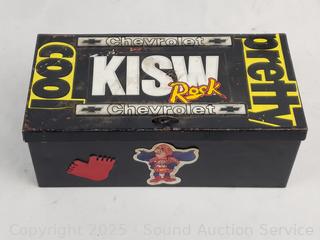 Chevrolet
cool
KISW
Rock
pretty
Chevrolet
Copyright 2025 - Sound Auction Service